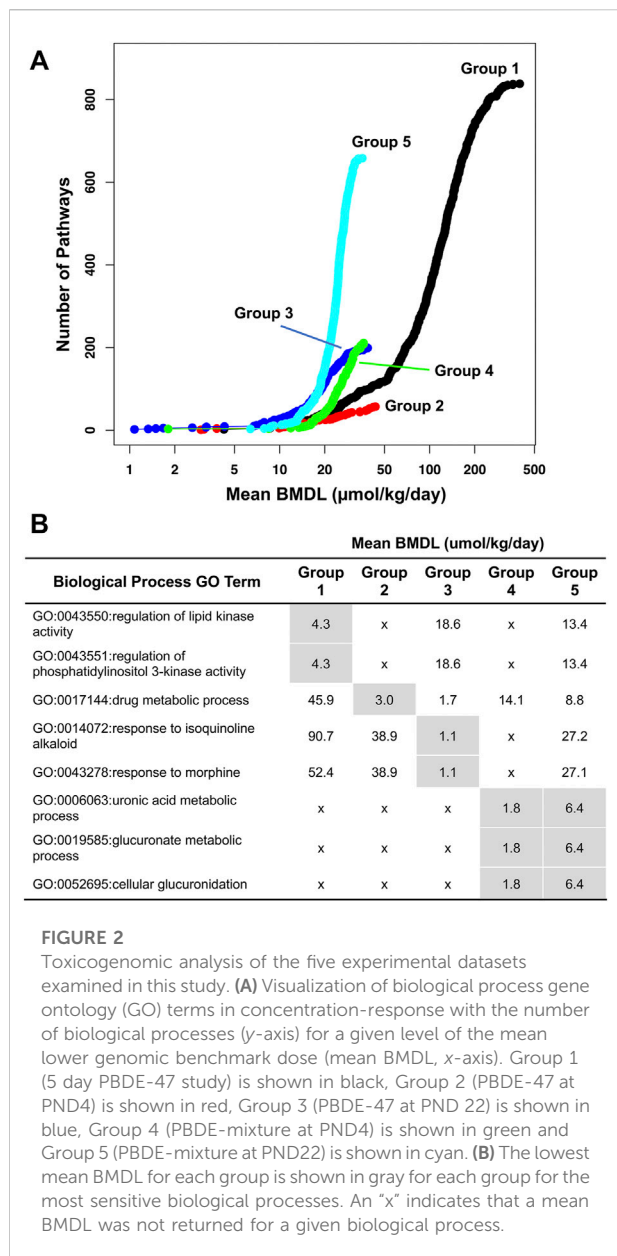 A
Group 1
Group 5
Group 3
Group 4
Group 2
Number of Pathways
800
600
400
200
0
1 2 5 10 20 50 100 200 500
Mean BMDL (µmol/kg/day)
B
Mean BMDL (umol/kg/day)
Biological Process GO Term Group 1 Group 2 Group 3 Group 4 Group 5
GO:0043550:regulation of lipid kinase activity 4.3 x 18.6 x 13.4
GO:0043551:regulation of phosphatidylinositol 3-kinase activity 4.3 x 18.6 x 13.4
GO:0017144:drug metabolic process 45.9 3.0 1.7 14.1 8.8
GO:0014072:response to isoquinoline alkaloid 90.7 38.9 1.1 x 27.2
GO:0043278:response to morphine 52.4 38.9 1.1 x 27.1
GO:0006063:uronic acid metabolic process x x x 1.8 6.4
GO:0019585:glucuronate metabolic process x x x 1.8 6.4
GO:0052695:cellular glucuronidation x x x 1.8 6.4
FIGURE 2
Toxicogenomic analysis of the five experimental datasets
examined in this study. (A) Visualization of biological process gene
ontology (GO) terms in concentration-response with the number
of biological processes (y-axis) for a given level of the mean
lower genomic benchmark dose (mean BMDL, x-axis). Group 1
(5 day PBDE-47 study) is shown in black, Group 2 (PBDE-47 at
PND4) is shown in red, Group 3 (PBDE-47 at PND 22) is shown in
blue, Group 4 (PBDE-mixture at PND4) is shown in green and
Group 5 (PBDE-mixture at PND22) is shown in cyan. (B) The lowest
mean BMDL for each group is shown in gray for each group for the
most sensitive biological processes. An "x" indicates that a mean
BMDL was not returned for a given biological process.